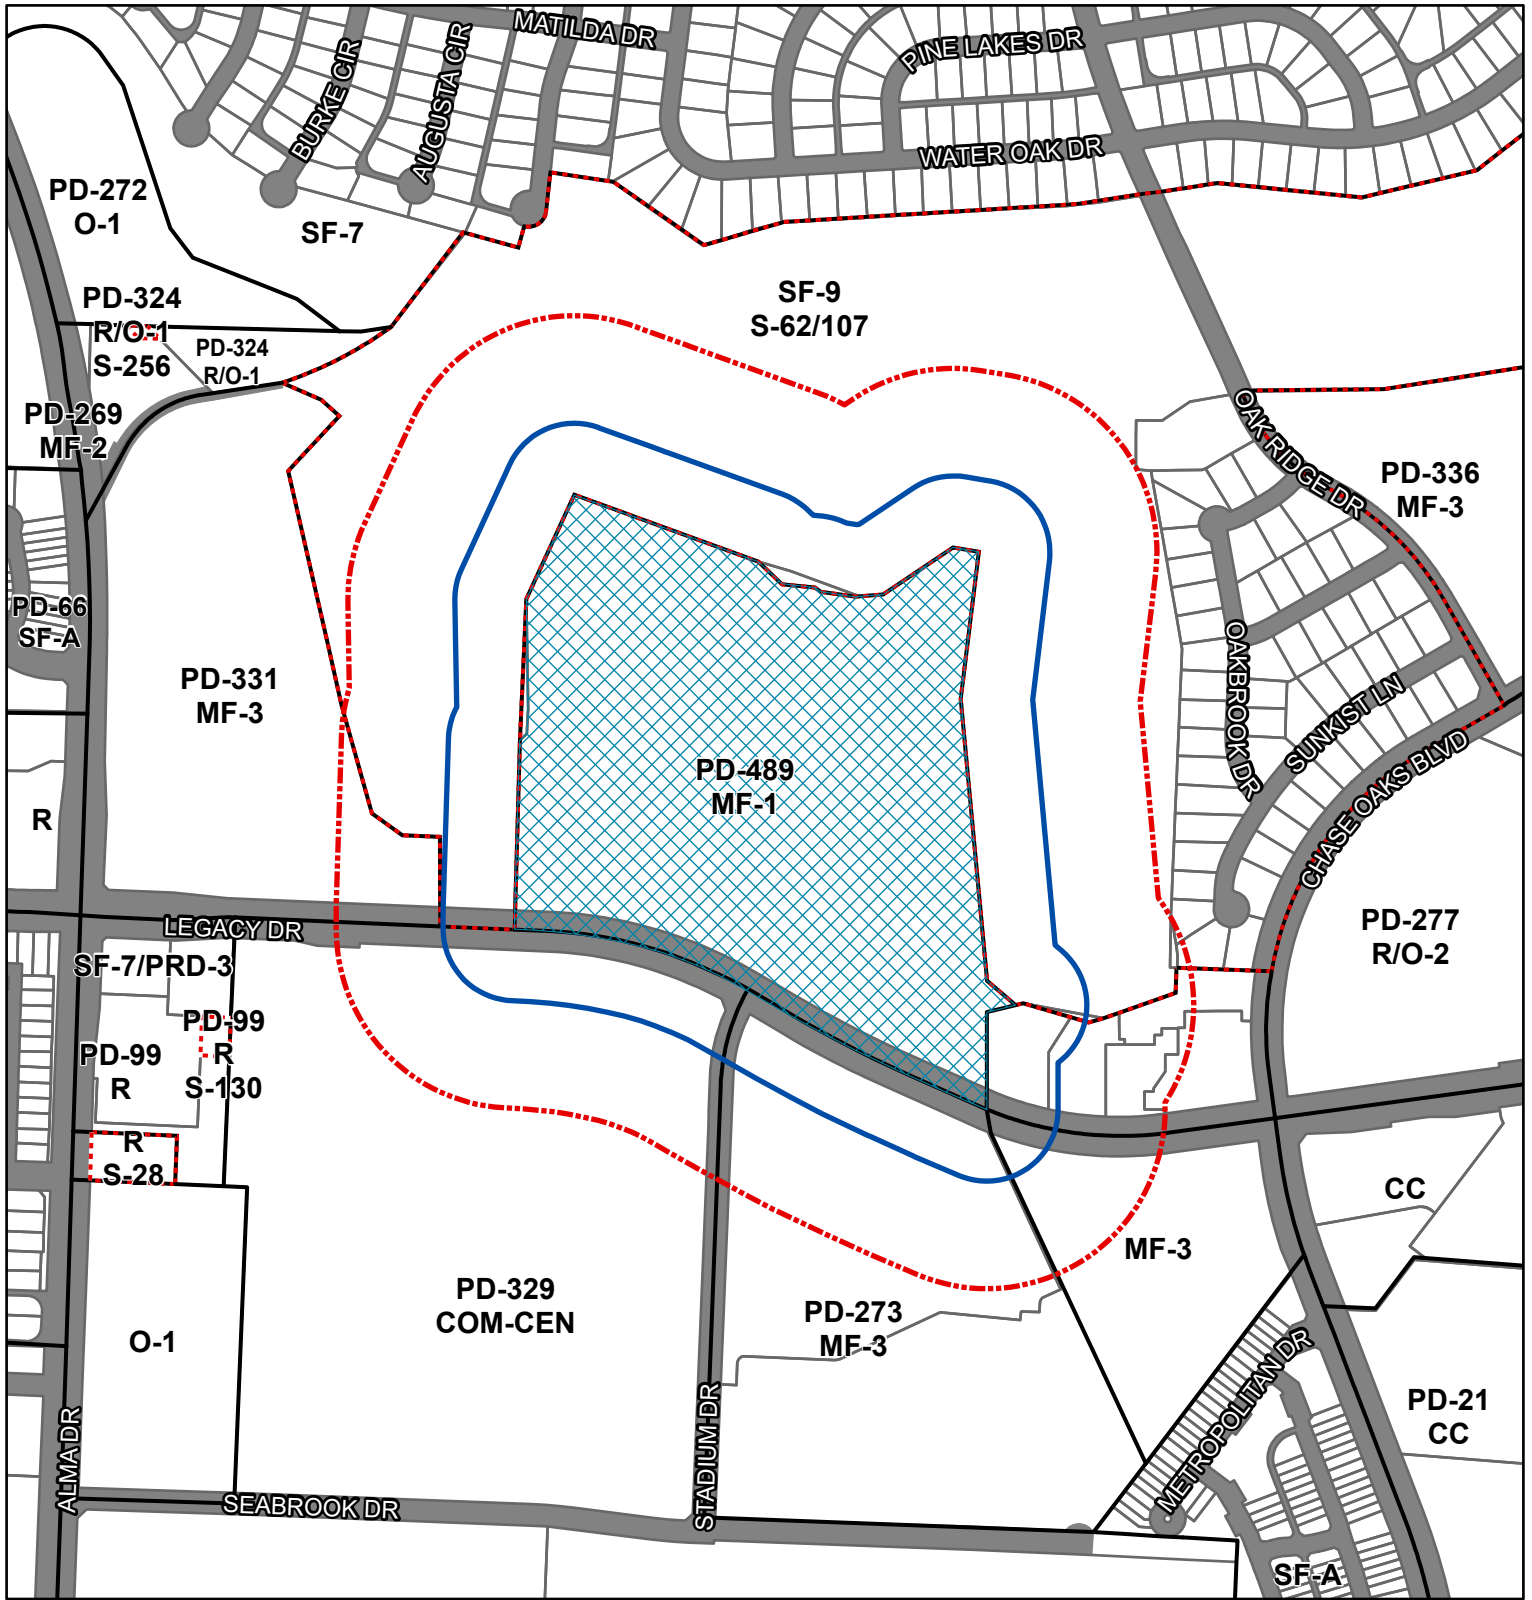 MATILDA DR
PINE LAKES DR
BURKE CIR
AUGUSTA CIR
WATER OAK DR
PD-272
O-1
SF-7
SF-9
S-62/107
PD-324
R/O-1
S-256
PD-324
R/O-1
PD-269
MF-2
OAK RIDGE DR
PD-336
MF-3
PD-66
SF-A
PD-331
MF-3
OAKBROOK DR
SUNKIST LN
CHASE OAKS BLVD
PD-489
MF-1
R
LEGACY DR
PD-277
R/O-2
SF-7/PRD-3
PD-99
R
S-130
PD-99
R
R
S-28
CC
MF-3
PD-329
COM-CEN
PD-273
MF-3
O-1
METROPOLITAN DR
PD-21
CC
ALMA DR
STADIUM DR
SEABROOK DR
SF-A